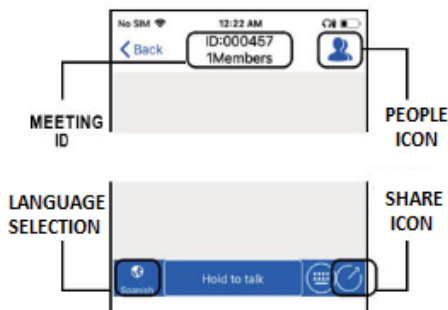 No SIM 12:22 AM
Back
ID:000457
1Members
MEETING
ID
PEOPLE
ICON
LANGUAGE
SELECTION
SHARE
ICON
Spanish
Hold to talk